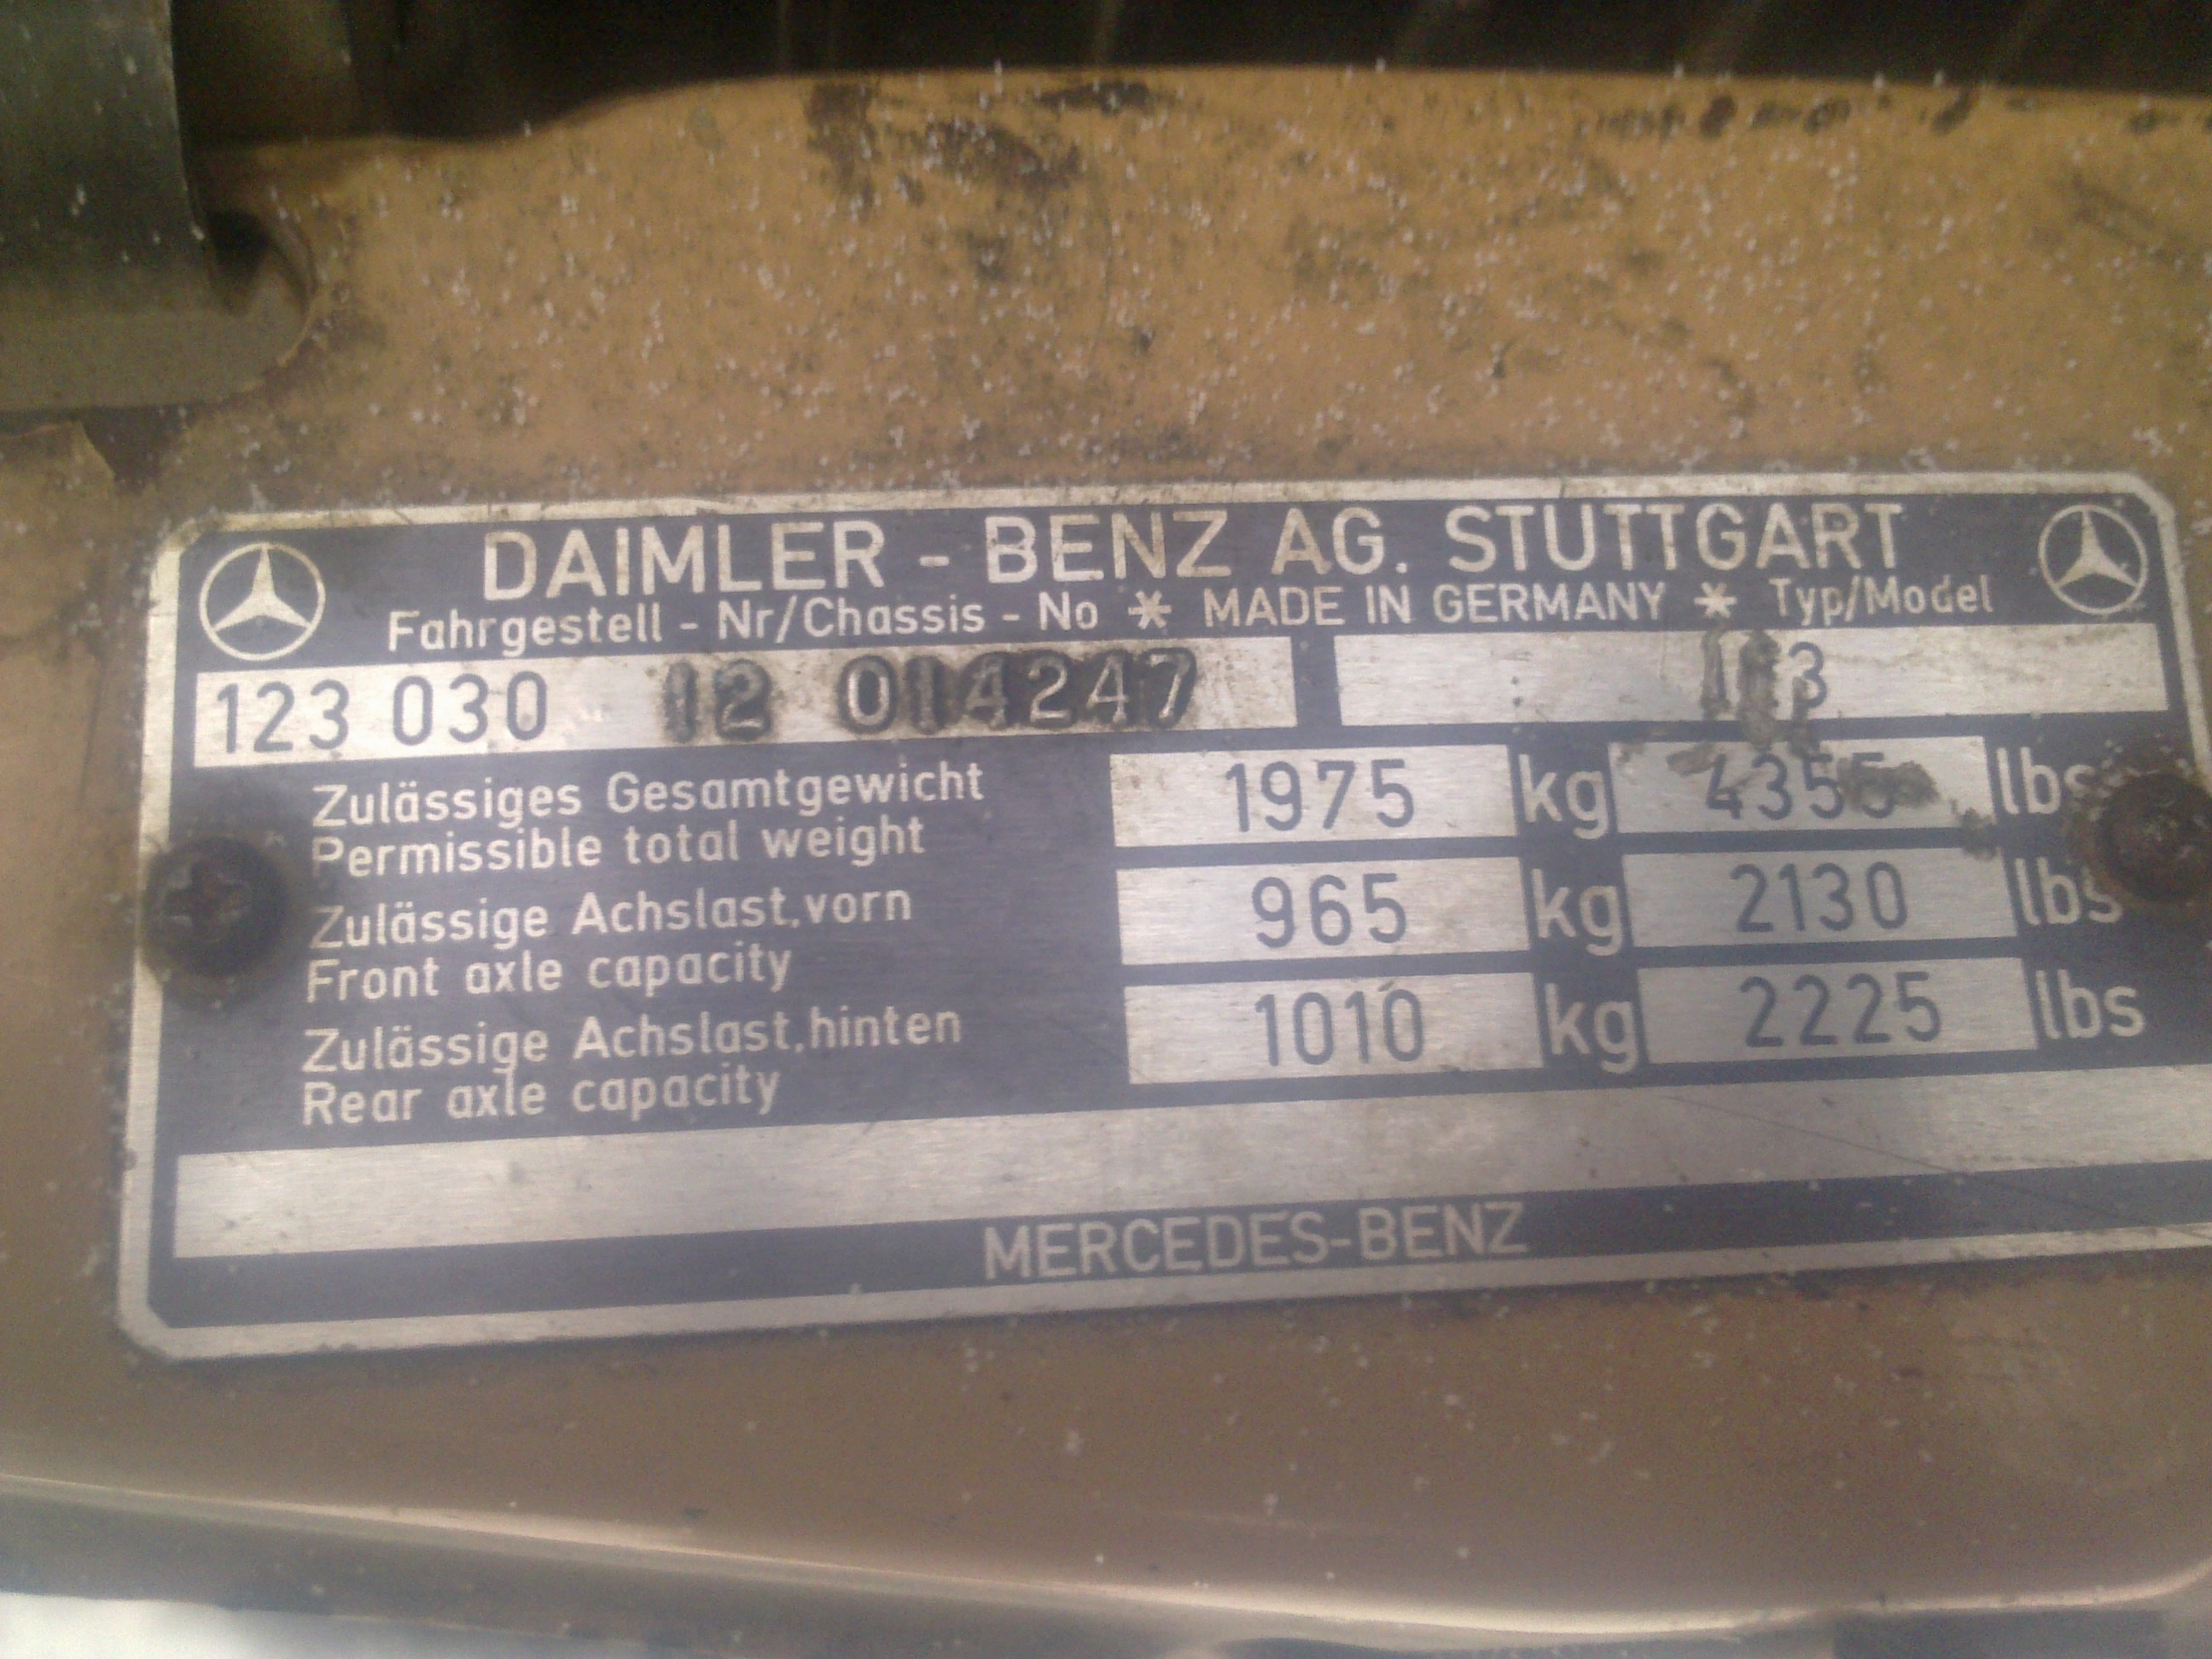 DAIMLER - BENZ AG. STUTTGART
Fahrgestell - Nr/Chassis - No * MADE IN GERMANY * Typ/Model
123 030 12 014247 123
Zulässiges Gesamtgewicht
Permissible total weight 1975 kg 4355 lbs
Zulässige Achslast,vorn
Front axle capacity 965 kg 2130 lbs
Zulässige Achslast,hinten
Rear axle capacity 1010 kg 2225 lbs
MERCEDES-BENZ